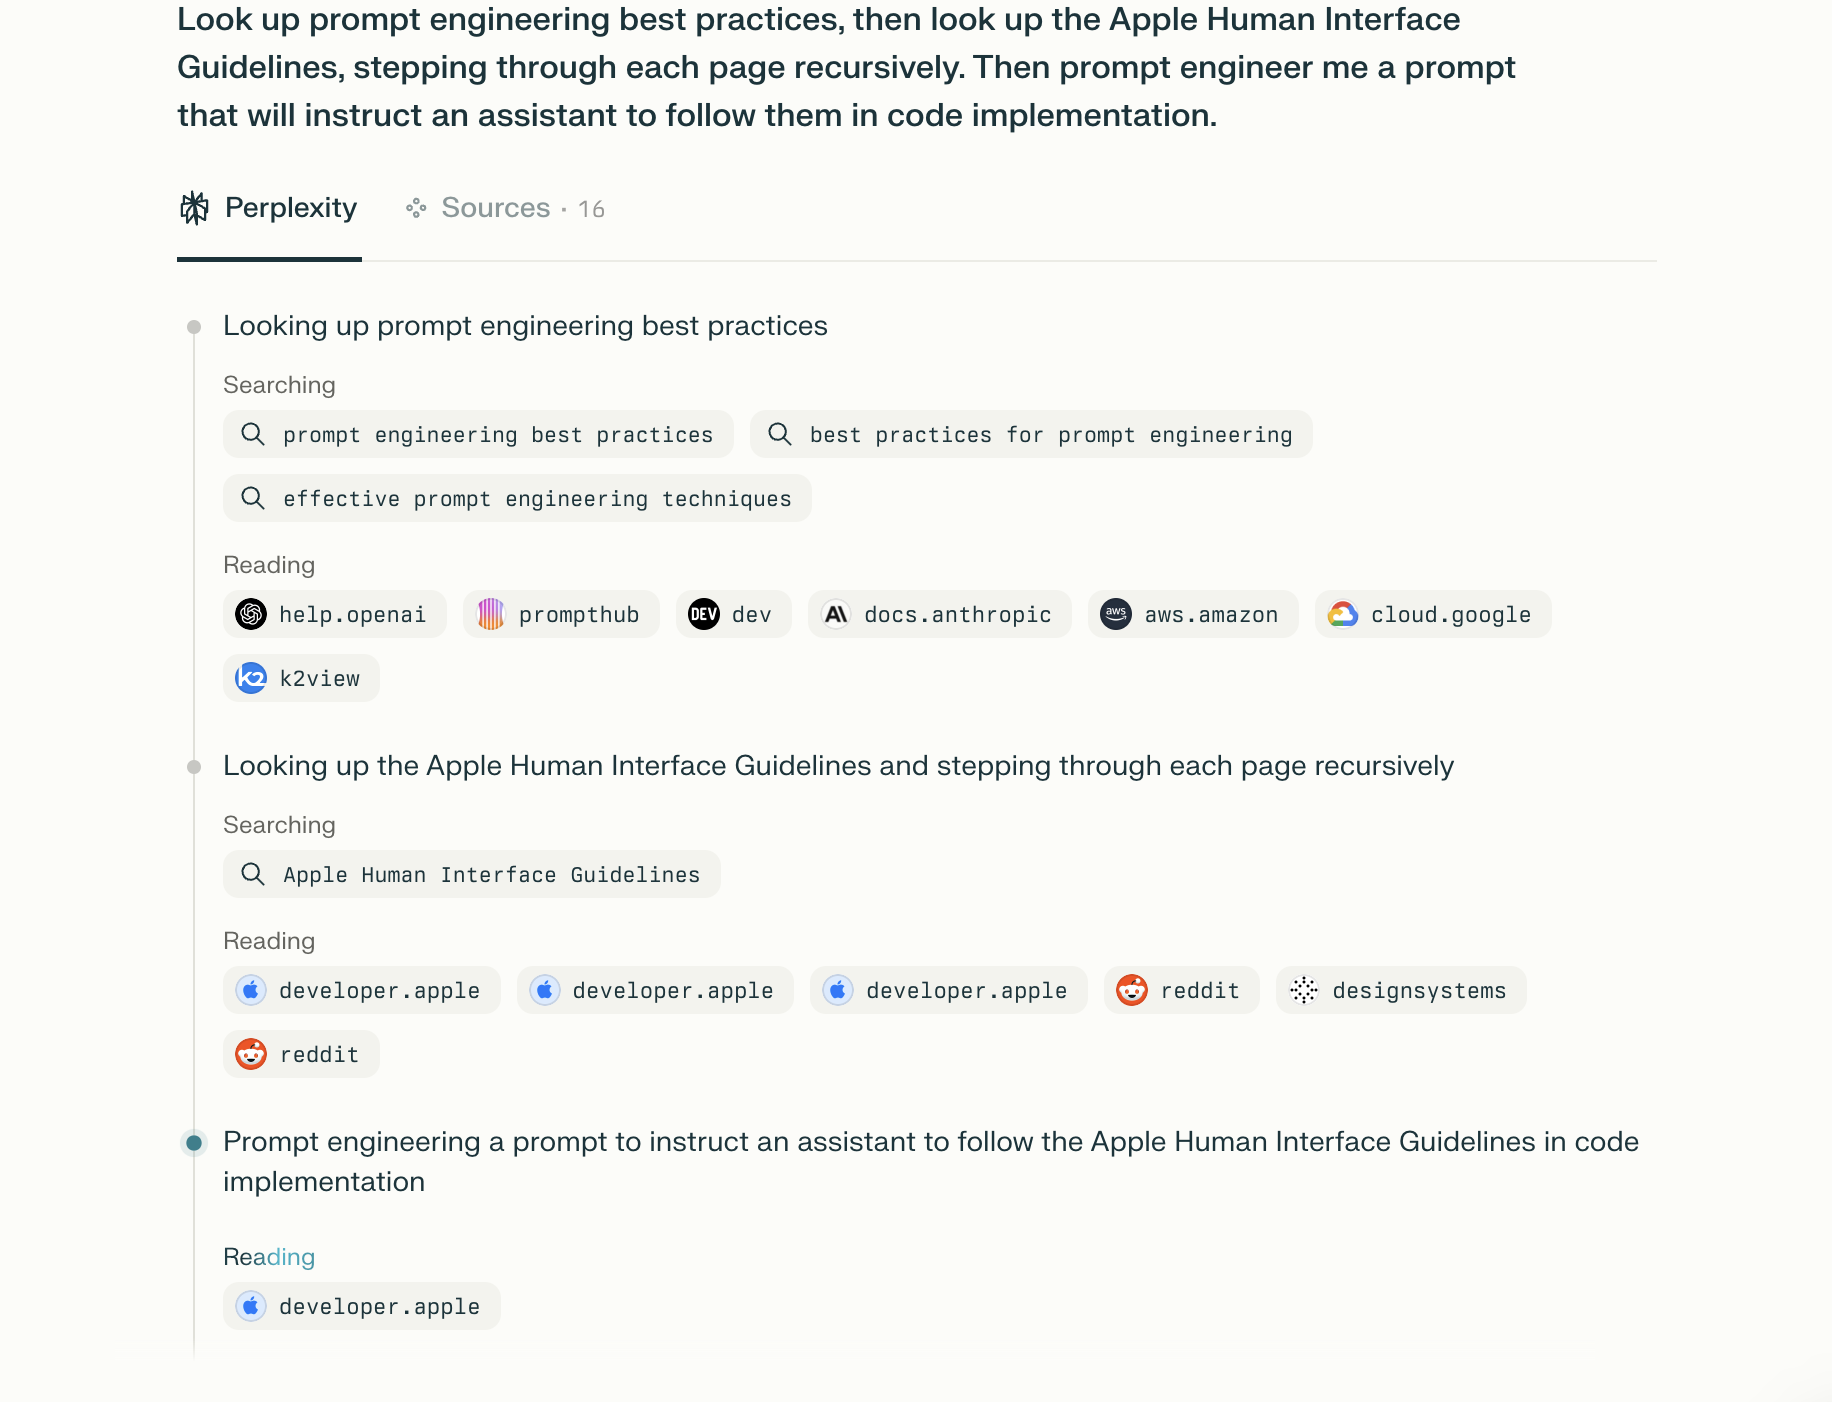 Look up prompt engineering best practices, then look up the Apple Human Interface
Guidelines, stepping through each page recursively. Then prompt engineer me a prompt
that will instruct an assistant to follow them in code implementation.
Perplexity
Sources · 16
Looking up prompt engineering best practices
Searching
prompt engineering best practices
best practices for prompt engineering
effective prompt engineering techniques
Reading
help.openai
prompthub
DEV dev
docs.anthropic
aws aws.amazon
cloud.google
k2 k2view
Looking up the Apple Human Interface Guidelines and stepping through each page recursively
Searching
Apple Human Interface Guidelines
Reading
developer.apple
developer.apple
developer.apple
reddit
designsystems
reddit
Prompt engineering a prompt to instruct an assistant to follow the Apple Human Interface Guidelines in code
implementation
Reading
developer.apple